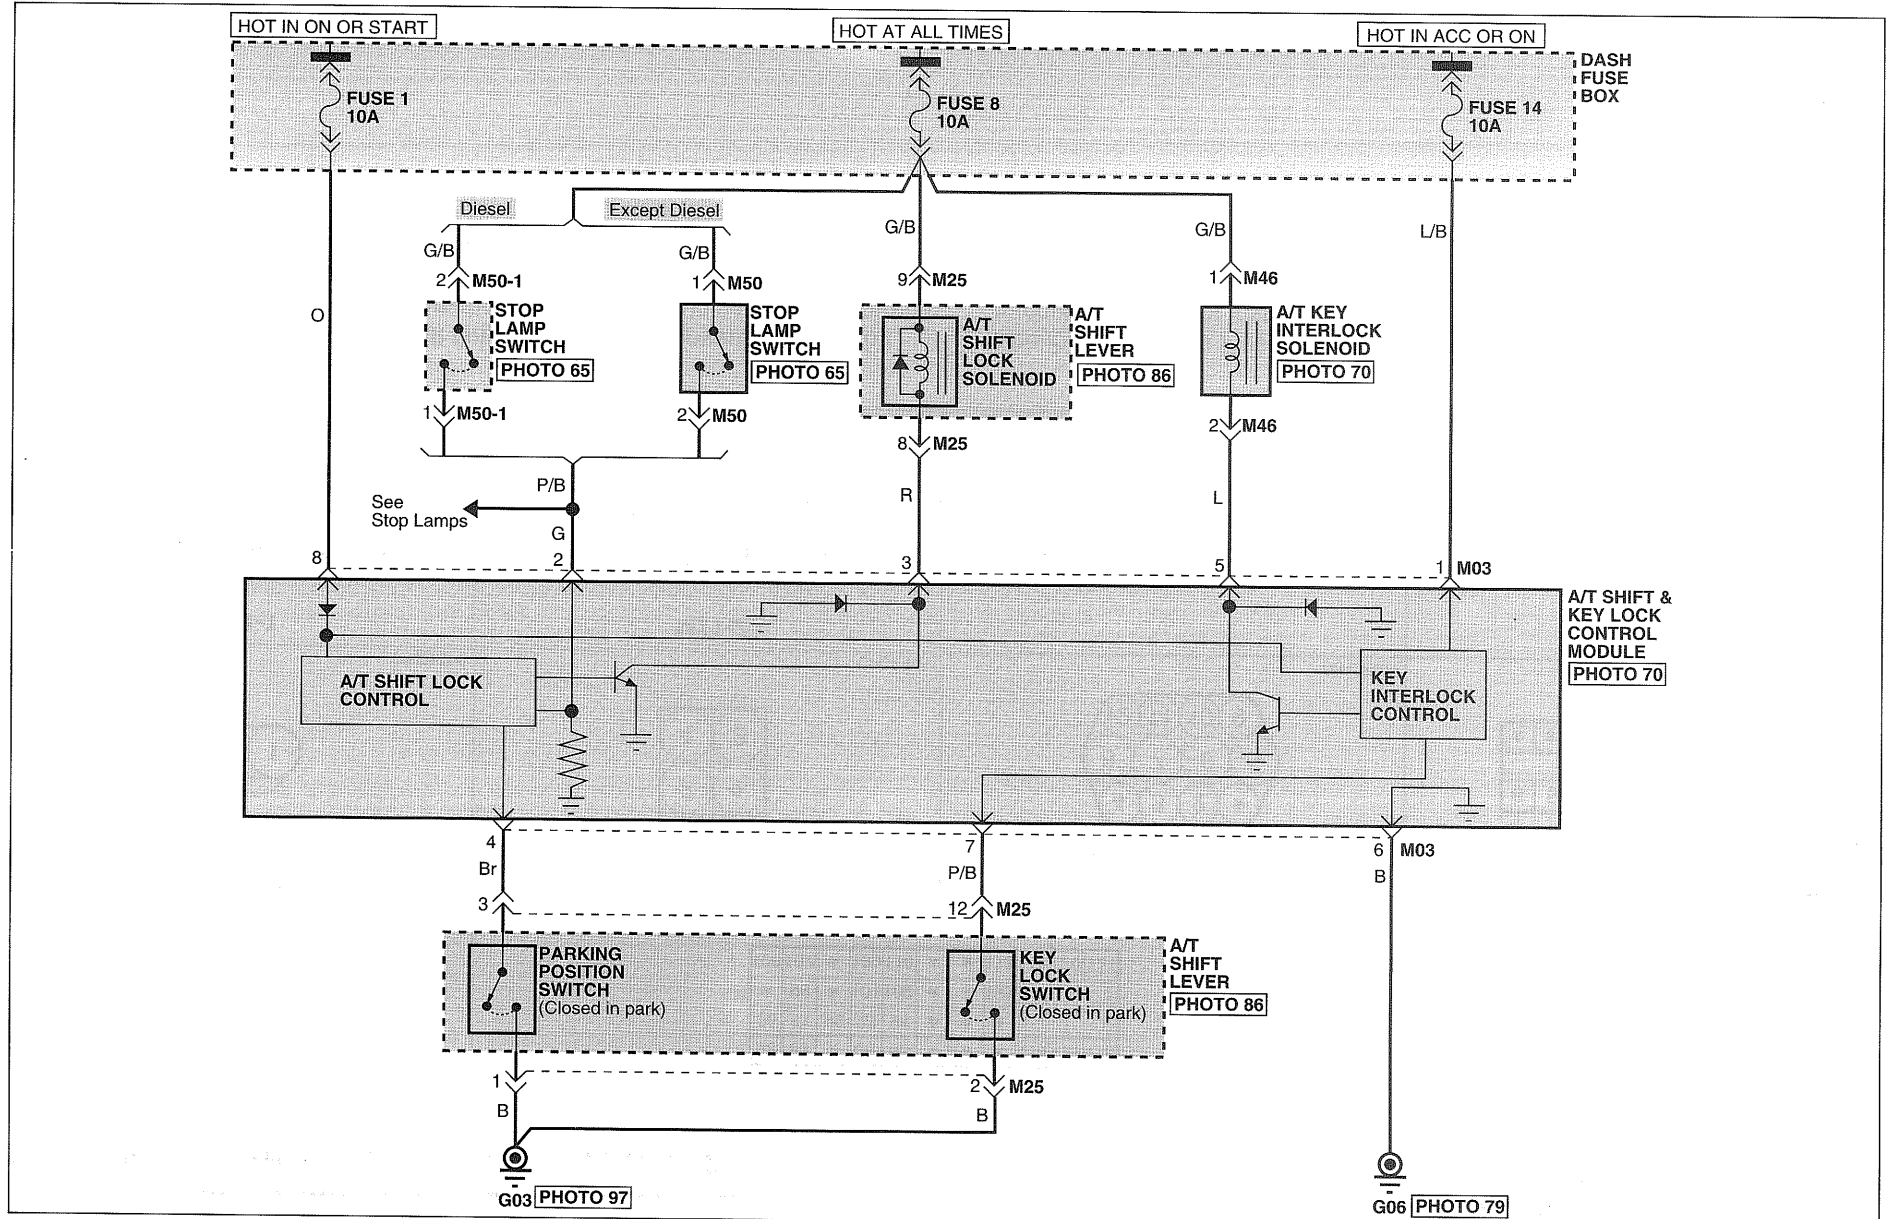 HOT IN ON OR START
HOT AT ALL TIMES
HOT IN ACC OR ON
DASH
FUSE
BOX
FUSE 1
10A
FUSE 8
10A
FUSE 14
10A
Diesel
Except Diesel
G/B
G/B
G/B
G/B
L/B
2 M50-1
1 M50
9 M25
1 M46
O
STOP
LAMP
SWITCH
PHOTO 65
STOP
LAMP
SWITCH
PHOTO 65
A/T
SHIFT
LOCK
SOLENOID
A/T
SHIFT
LEVER
PHOTO 86
A/T KEY
INTERLOCK
SOLENOID
PHOTO 70
1 M50-1
2 M50
8 M25
2 M46
P/B
R
L
See
Stop Lamps
G
8
2
3
5
1 M03
A/T SHIFT &
KEY LOCK
CONTROL
MODULE
PHOTO 70
A/T SHIFT LOCK
CONTROL
KEY
INTERLOCK
CONTROL
4
7
6 M03
Br
P/B
B
3
12 M25
PARKING
POSITION
SWITCH
(Closed in park)
KEY
LOCK
SWITCH
(Closed in park)
A/T
SHIFT
LEVER
PHOTO 86
1
2 M25
B
B
G03 PHOTO 97
G06 PHOTO 79